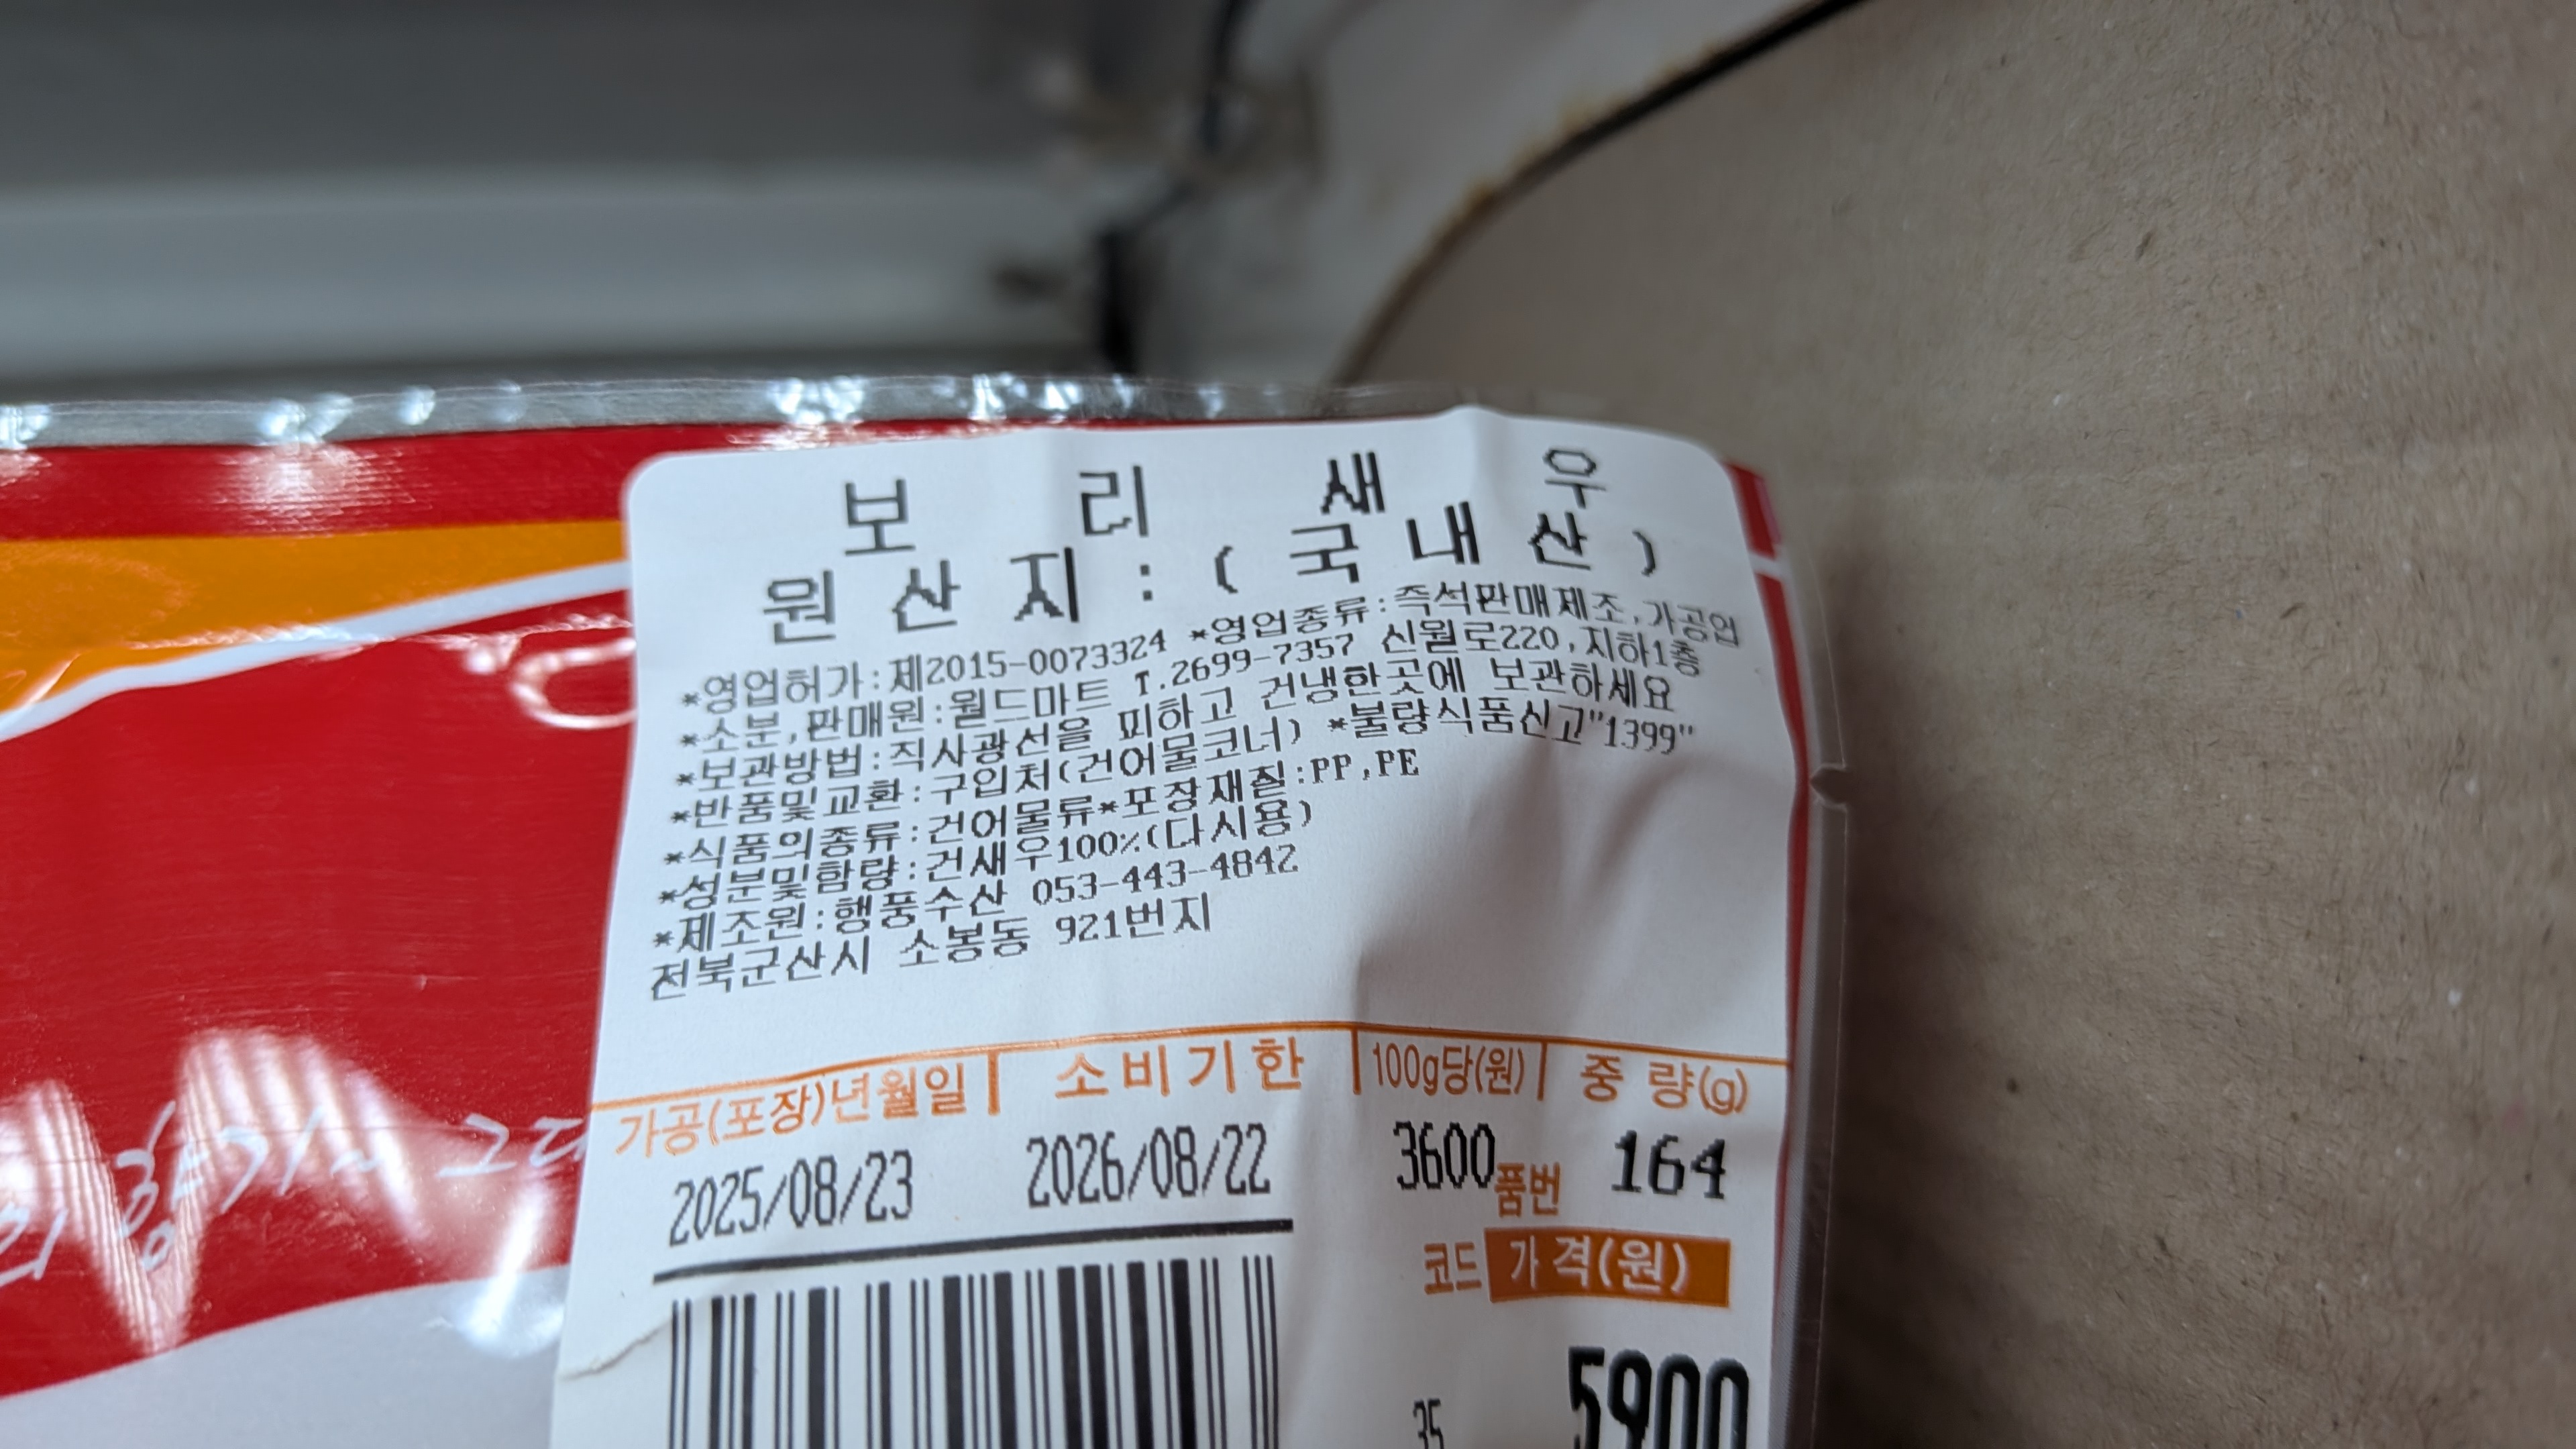 보 리 새 우
원 산 지 : ( 국 내 산 )
*영업허가:제2015-0073324 *영업종류:즉석판매제조,가공업
*소분,판매원:월드마트 T.2699-7357 신월로220,지하1층
*보관방법:직사광선을 피하고 건냉한곳에 보관하세요
*반품및교환:구입처(건어물코너) *불량식품신고"1399"
*식품의종류:건어물류*포장재질:PP,PE
*성분및함량:건새우100%(다시용)
*제조원:행풍수산 053-443-4842
전북군산시 소봉동 921번지
가공(포장)년월일 소비기한 100g당(원) 중 량(g)
2025/08/23 2026/08/22 3600 164
품번
코드 가격(원)
35 5900
향기~ 그대